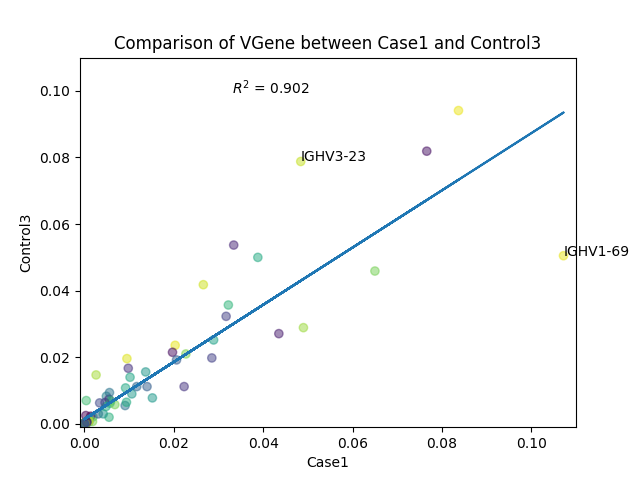 Comparison of VGene between Case1 and Control3
R² = 0.902
IGHV3-23
IGHV1-69
0.10
0.08
0.06
0.04
0.02
0.00
Control3
0.00 0.02 0.04 0.06 0.08 0.10
Case1